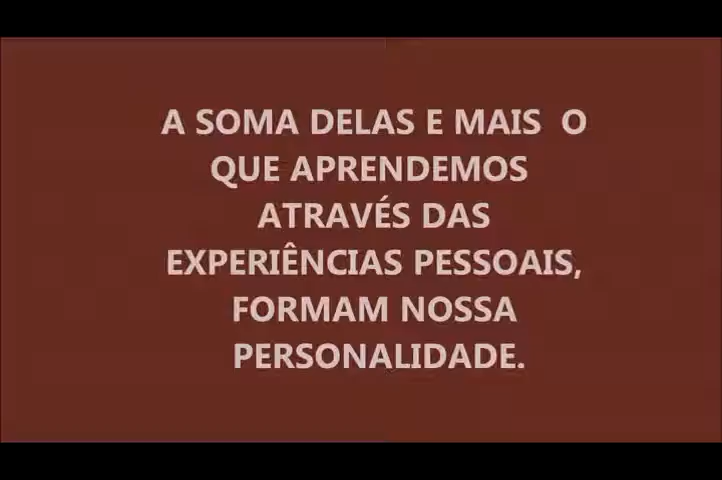 A SOMA DELAS E MAIS  O
QUE APRENDEMOS
ATRAVÉS DAS
EXPERIÊNCIAS PESSOAIS,
FORMAM NOSSA
PERSONALIDADE.